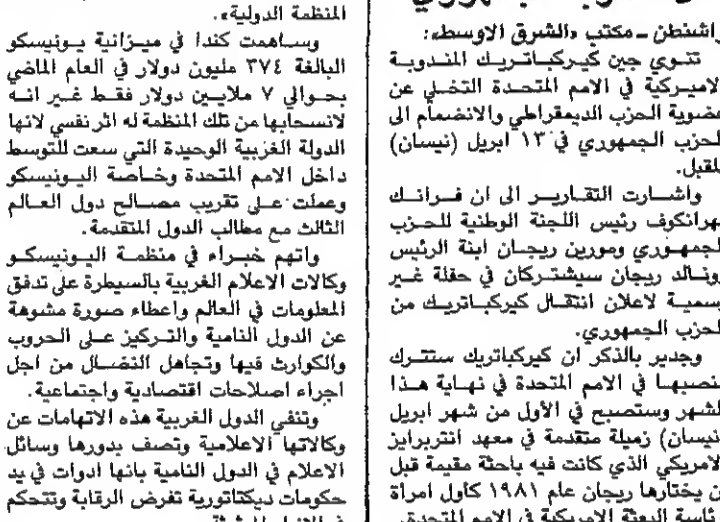 واشنطن ـ مكتب «الشرق الاوسط»:
تنوي جين كيركباتريك المندوبة
الاميركية في الامم المتحدة التخلي عن
عضوية الحزب الديمقراطي والانضمام الى
الحزب الجمهوري في ١٣ ابريل (نيسان)
المقبل.
واشارت التقارير الى ان فرانك
فهرانكوف رئيس اللجنة الوطنية للحزب
الجمهوري ومورين ريجان ابنة الرئيس
رونالد ريجان سيشتركان في حفلة غير
رسمية لاعلان انتقال كيركباتريك من
الحزب الجمهوري.
وجدير بالذكر ان كيركباتريك ستترك
منصبها في الامم المتحدة في نهاية هذا
الشهر وستصبح في الأول من شهر ابريل
(نيسان) زميلة متقدمة في معهد انتربرايز
الامريكي الذي كانت فيه باحثة مقيمة قبل
ان يختارها ريجان عام ١٩٨١ كاول امرأة
لرئاسة البعثة الامريكية في الامم المتحدة.
المنظمة الدولية».
وساهمت كندا في ميزانية يونيسكو
البالغة ٣٧٤ مليون دولار في العام الماضي
بحوالي ٧ ملايين دولار فقط غير انه
لانسحابها من تلك المنظمة له اثر نفسي لانها
الدولة الغربية الوحيدة التي سعت للتوسط
داخل الامم المتحدة وخاصة اليونيسكو
وعملت على تقريب مصالح دول العالم
الثالث مع مطالب الدول المتقدمة.
واتهم خبراء في منظمة اليونيسكو
وكالات الاعلام الغربية بالسيطرة على تدفق
المعلومات في العالم واعطاء صورة مشوهة
عن الدول النامية والتركيز على الحروب
والكوارث فيها وتجاهل النضال من اجل
اجراء اصلاحات اقتصادية واجتماعية.
وتنفي الدول الغربية هذه الاتهامات عن
وكالاتها الاعلامية وتصف بدورها وسائل
الاعلام في الدول النامية بانها ادوات في يد
حكومات ديكتاتورية تفرض الرقابة وتتحكم